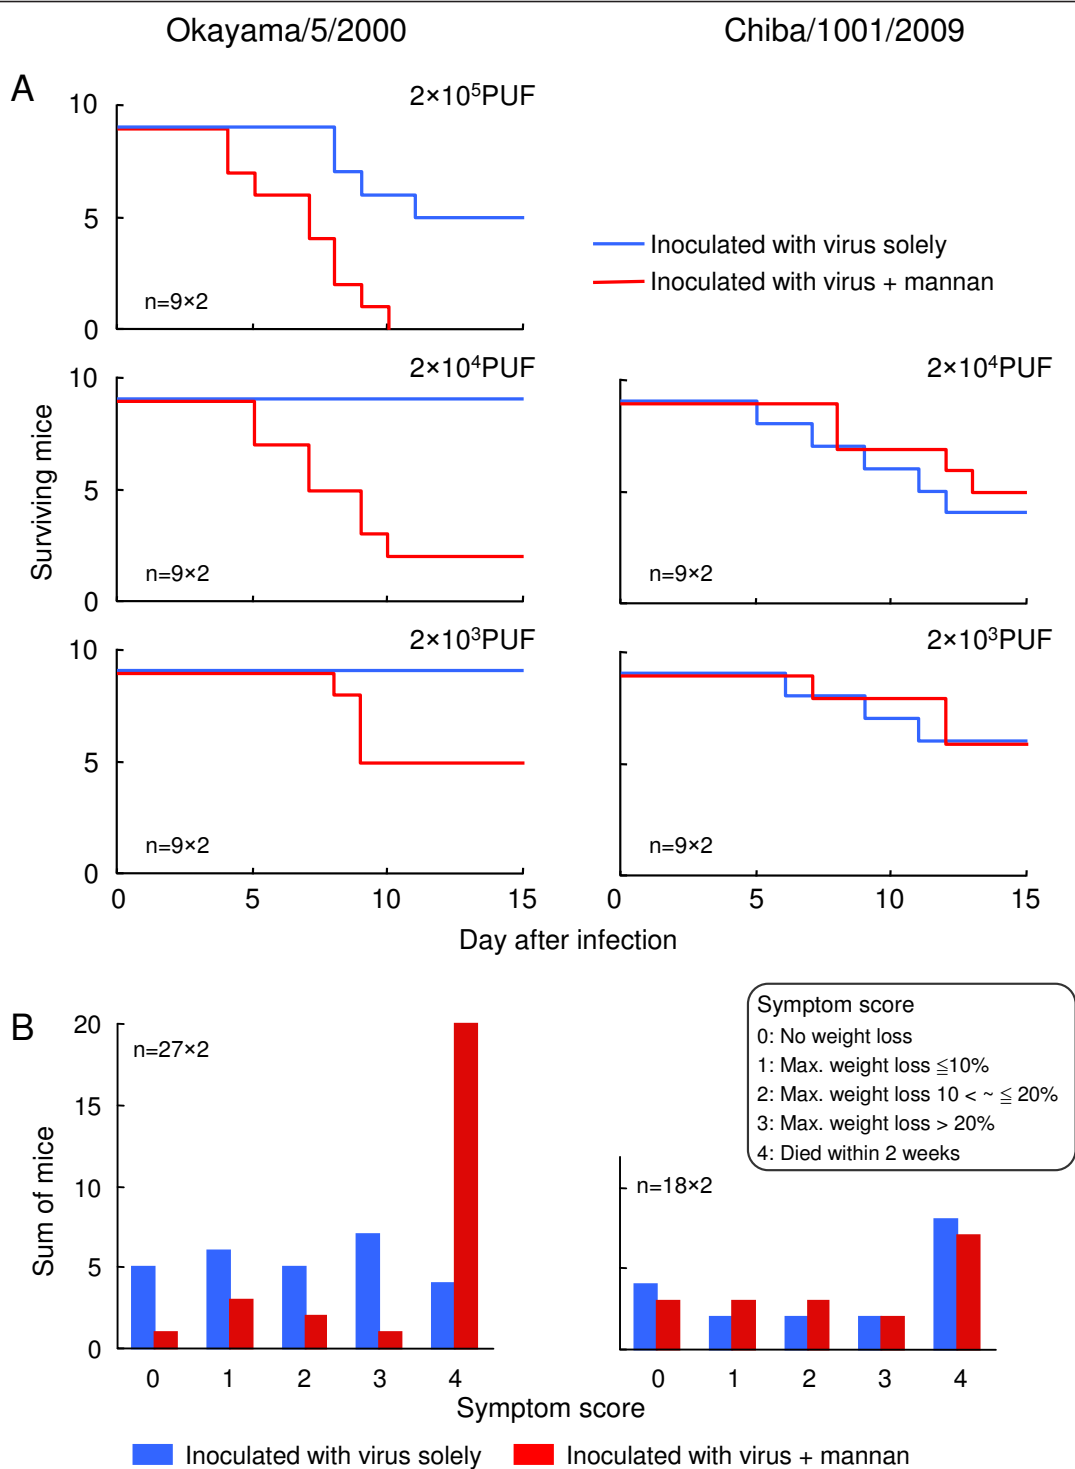 Okayama/5/2000
Chiba/1001/2009
A
10
2×10⁵PUF
5
n=9×2
0
Inoculated with virus solely
Inoculated with virus + mannan
Surviving mice
10
2×10⁴PUF
5
n=9×2
0
2×10⁴PUF
n=9×2
10
2×10³PUF
5
n=9×2
0
0 5 10 15
2×10³PUF
n=9×2
0 5 10 15
Day after infection
B
Sum of mice
20
n=27×2
15
10
5
0
0 1 2 3 4
Symptom score
0: No weight loss
1: Max. weight loss ≦10%
2: Max. weight loss 10 < ~ ≦ 20%
3: Max. weight loss > 20%
4: Died within 2 weeks
n=18×2
0 1 2 3 4
Symptom score
Inoculated with virus solely
Inoculated with virus + mannan